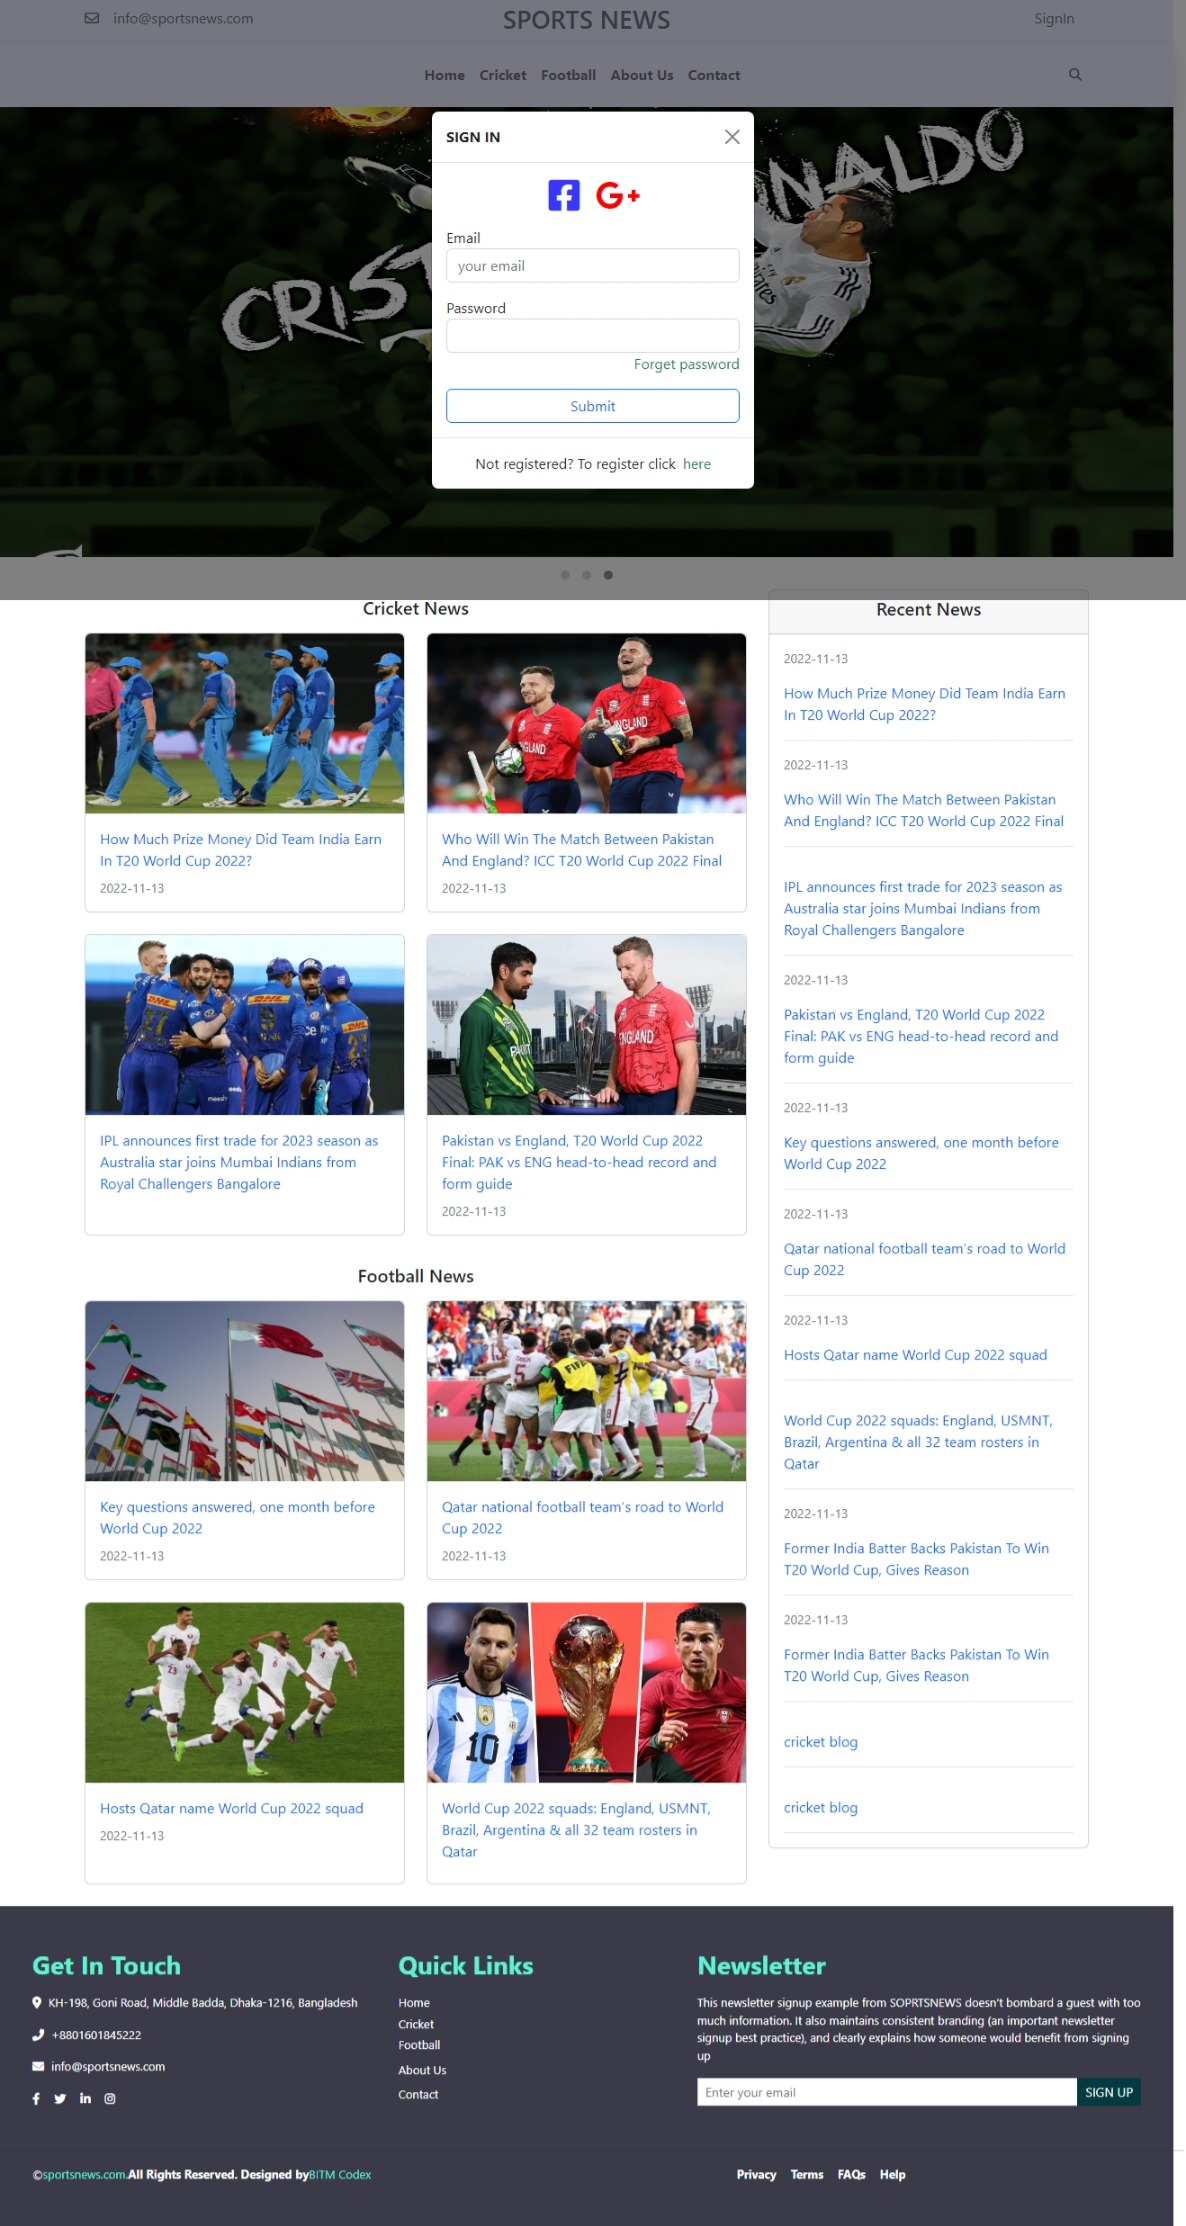 info@sportsnews.com
SPORTS NEWS
SignIn
Home Cricket Football About Us Contact
NALDO
CRIST
SIGN IN
G+
Email
your email
Password
Forget password
Submit
Not registered? To register click here
Cricket News
ENGLAND
ENGLAND
How Much Prize Money Did Team India Earn
In T20 World Cup 2022?
2022-11-13
Who Will Win The Match Between Pakistan
And England? ICC T20 World Cup 2022 Final
2022-11-13
DHL
DHL
DHL
meesho
ENGLAND
IPL announces first trade for 2023 season as
Australia star joins Mumbai Indians from
Royal Challengers Bangalore
Pakistan vs England, T20 World Cup 2022
Final: PAK vs ENG head-to-head record and
form guide
2022-11-13
Football News
FIFA
Key questions answered, one month before
World Cup 2022
2022-11-13
Qatar national football team's road to World
Cup 2022
2022-11-13
23
3
6
4
10
Hosts Qatar name World Cup 2022 squad
2022-11-13
World Cup 2022 squads: England, USMNT,
Brazil, Argentina & all 32 team rosters in
Qatar
Recent News
2022-11-13
How Much Prize Money Did Team India Earn
In T20 World Cup 2022?
2022-11-13
Who Will Win The Match Between Pakistan
And England? ICC T20 World Cup 2022 Final
IPL announces first trade for 2023 season as
Australia star joins Mumbai Indians from
Royal Challengers Bangalore
2022-11-13
Pakistan vs England, T20 World Cup 2022
Final: PAK vs ENG head-to-head record and
form guide
2022-11-13
Key questions answered, one month before
World Cup 2022
2022-11-13
Qatar national football team's road to World
Cup 2022
2022-11-13
Hosts Qatar name World Cup 2022 squad
World Cup 2022 squads: England, USMNT,
Brazil, Argentina & all 32 team rosters in
Qatar
2022-11-13
Former India Batter Backs Pakistan To Win
T20 World Cup, Gives Reason
2022-11-13
Former India Batter Backs Pakistan To Win
T20 World Cup, Gives Reason
cricket blog
cricket blog
Get In Touch
KH-198, Goni Road, Middle Badda, Dhaka-1216, Bangladesh
+8801601845222
info@sportsnews.com
Quick Links
Home
Cricket
Football
About Us
Contact
Newsletter
This newsletter signup example from SOPRTSNEWS doesn't bombard a guest with too
much information. It also maintains consistent branding (an important newsletter
signup best practice), and clearly explains how someone would benefit from signing
up
Enter your email
SIGN UP
©sportsnews.com.All Rights Reserved. Designed byBITM Codex
Privacy Terms FAQs Help